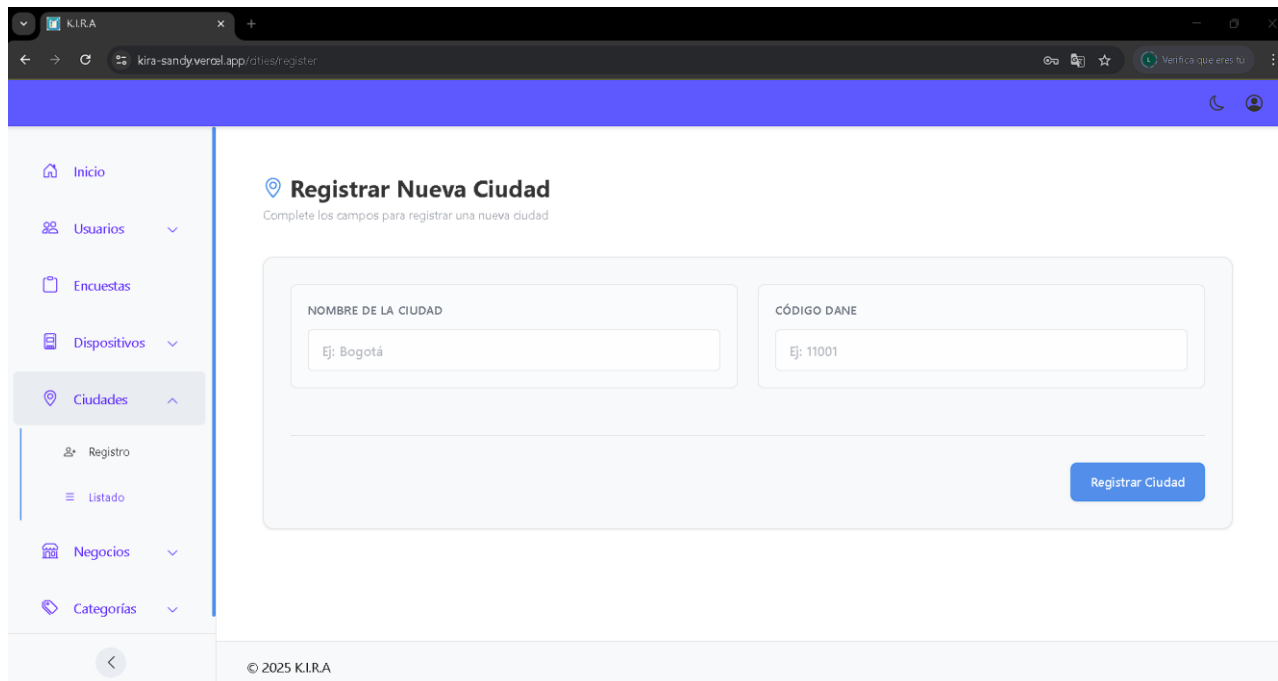 K.I.R.A
kira-sandy.vercel.app/cities/register
Verifica que eres tú
Inicio
Usuarios
Encuestas
Dispositivos
Ciudades
Registro
Listado
Negocios
Categorías
Registrar Nueva Ciudad
Complete los campos para registrar una nueva ciudad
NOMBRE DE LA CIUDAD
Ej: Bogotá
CÓDIGO DANE
Ej: 11001
Registrar Ciudad
© 2025 K.I.R.A